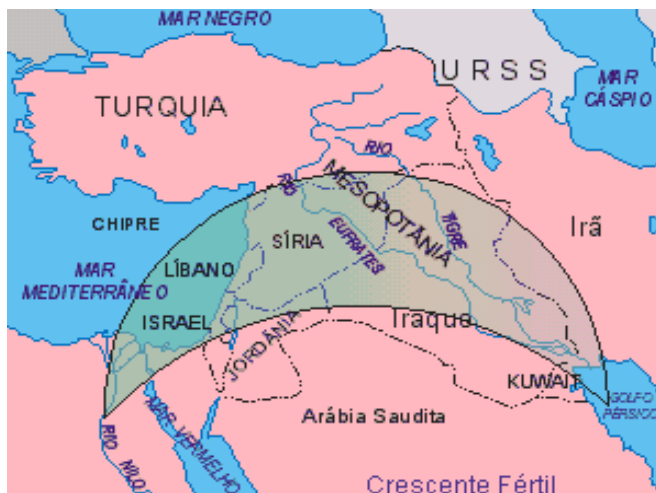 MAR NEGRO
URSS
MAR
CÁSPIO
TURQUIA
RIO
RIO
MESOPOTÂNIA
CHIPRE
SÍRIA
EUFRATES
TIGRE
Irã
MAR
MEDITERRÂNEO
LÍBANO
ISRAEL
Iraque
JORDÂNIA
KUWAIT
GOLFO
PÉRSICO
MAR VERMELHO
Arábia Saudita
RIO NILO
Crescente Fértil